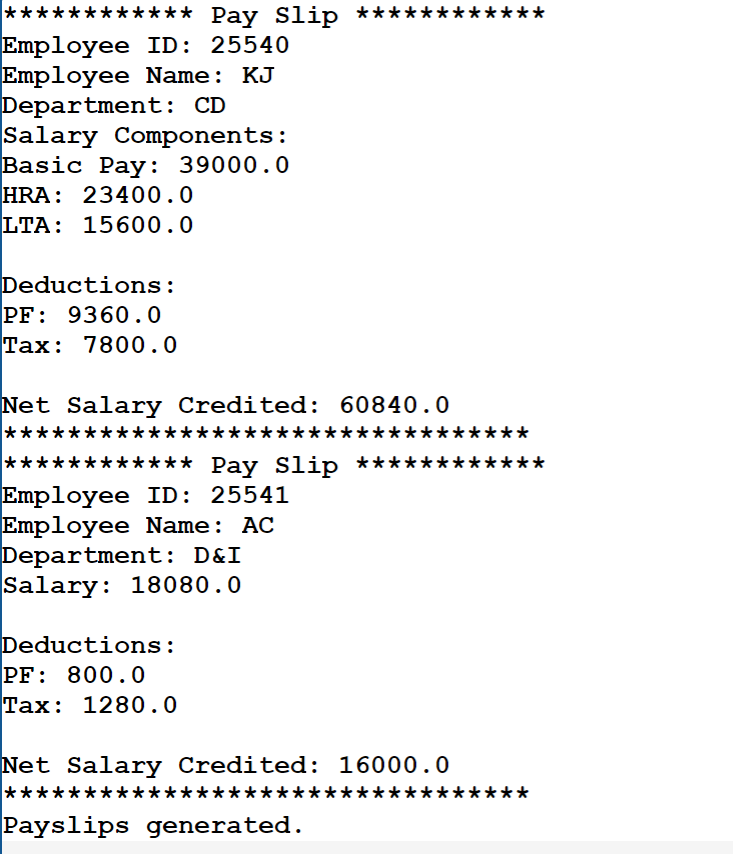 ************ Pay Slip ************
Employee ID: 25540
Employee Name: KJ
Department: CD
Salary Components:
Basic Pay: 39000.0
HRA: 23400.0
LTA: 15600.0

Deductions:
PF: 9360.0
Tax: 7800.0

Net Salary Credited: 60840.0
*********************************
************ Pay Slip ************
Employee ID: 25541
Employee Name: AC
Department: D&I
Salary: 18080.0

Deductions:
PF: 800.0
Tax: 1280.0

Net Salary Credited: 16000.0
*********************************
Payslips generated.